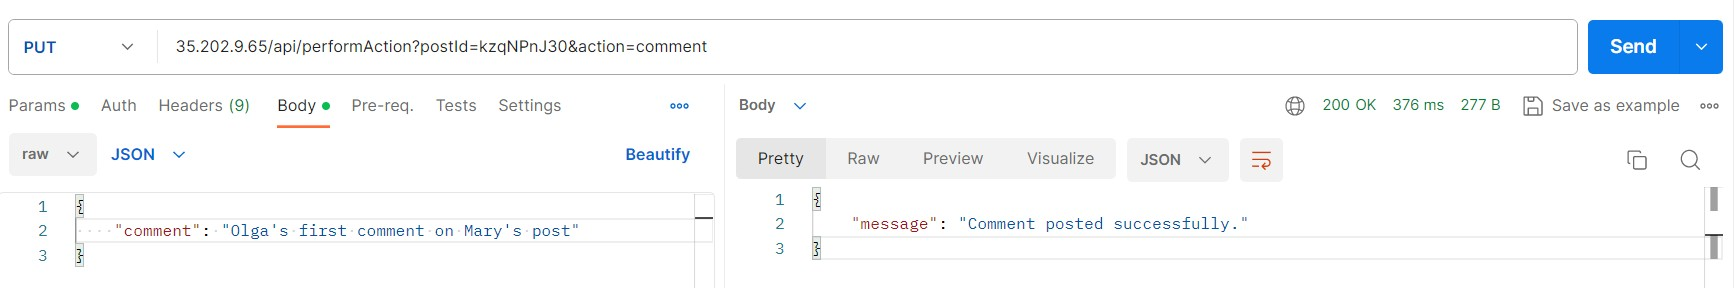 PUT 35.202.9.65/api/performAction?postId=kzqNPnJ30&action=comment Send
Params Auth Headers (9) Body Pre-req. Tests Settings
raw JSON Beautify
1 {
2 "comment": "Olga's first comment on Mary's post"
3 }
Body 200 OK 376 ms 277 B Save as example
Pretty Raw Preview Visualize JSON
1 {
2 "message": "Comment posted successfully."
3 }